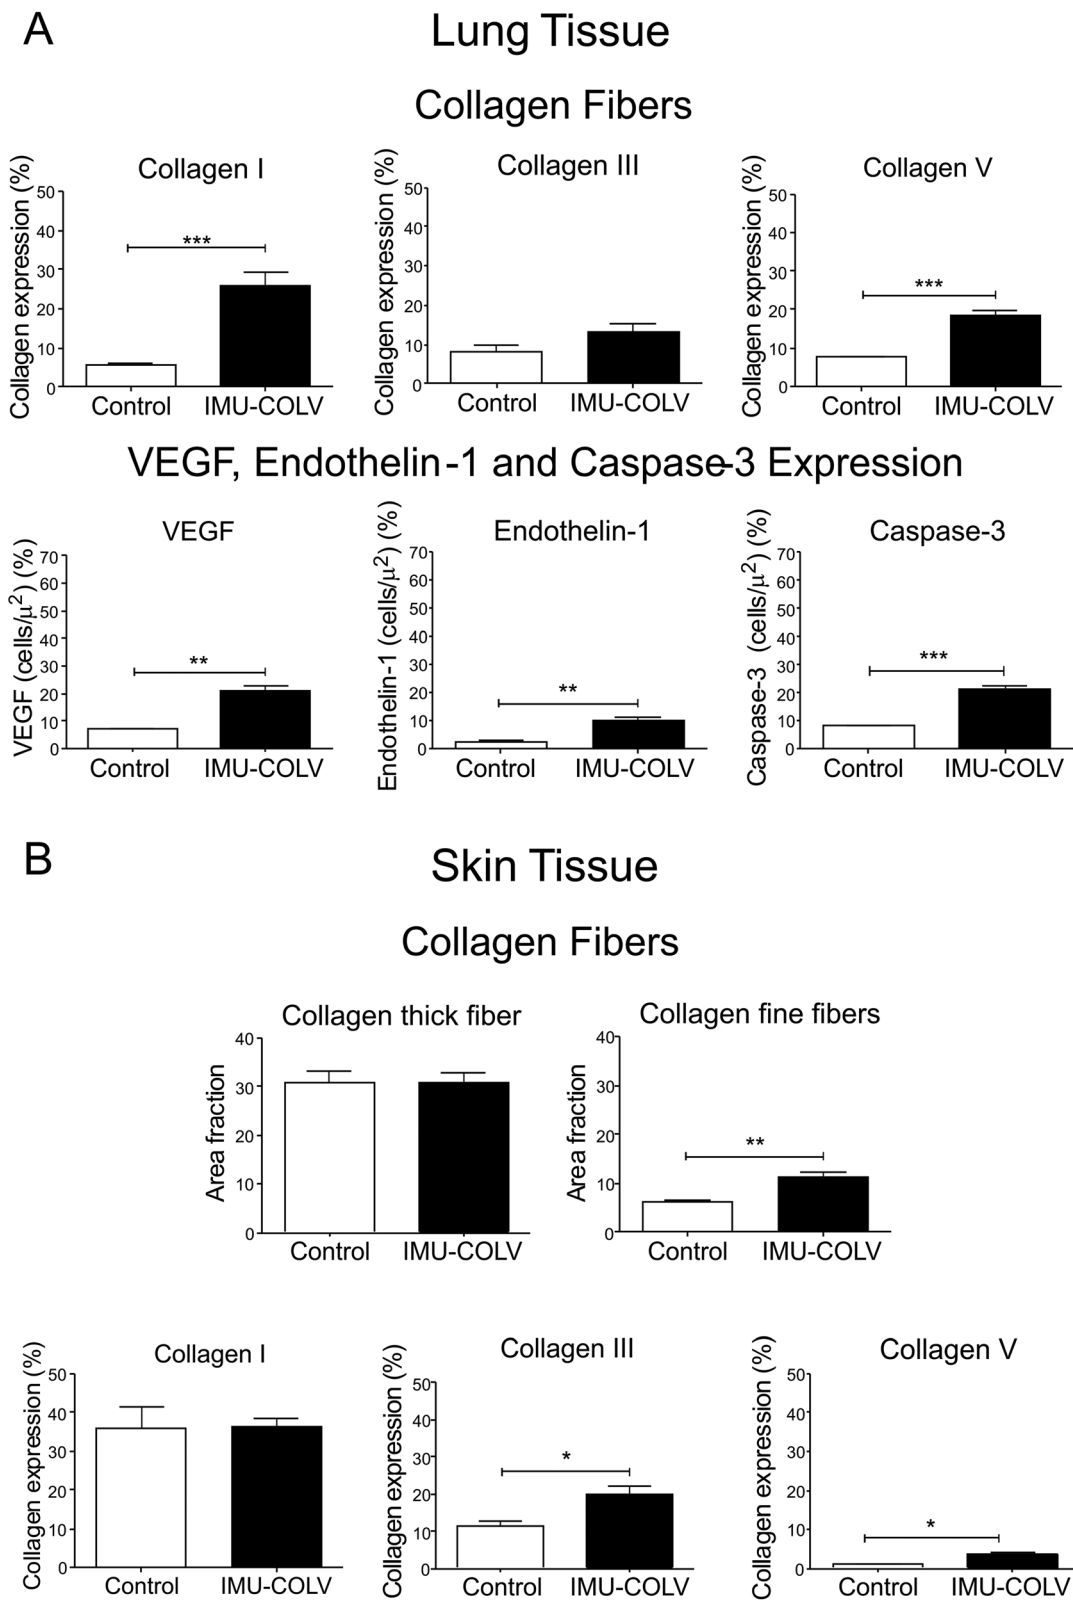 A
Lung Tissue
Collagen Fibers
Collagen I
Collagen expression (%)
50
40
30
20
10
0
***
Control IMU-COLV
Collagen III
Collagen expression (%)
50
40
30
20
10
0
Control IMU-COLV
Collagen V
Collagen expression (%)
50
40
30
20
10
0
***
Control IMU-COLV
VEGF, Endothelin-1 and Caspase-3 Expression
VEGF
VEGF (cells/μ²) (%)
70
60
50
40
30
20
10
0
**
Control IMU-COLV
Endothelin-1
Endothelin-1 (cells/μ²) (%)
70
60
50
40
30
20
10
0
**
Control IMU-COLV
Caspase-3
Caspase-3 (cells/μ²) (%)
70
60
50
40
30
20
10
0
***
Control IMU-COLV
B
Skin Tissue
Collagen Fibers
Collagen thick fiber
Area fraction
40
30
20
10
0
Control IMU-COLV
Collagen fine fibers
Area fraction
40
30
20
10
0
**
Control IMU-COLV
Collagen I
Collagen expression (%)
50
40
30
20
10
0
Control IMU-COLV
Collagen III
Collagen expression (%)
50
40
30
20
10
0
*
Control IMU-COLV
Collagen V
Collagen expression (%)
50
40
30
20
10
0
*
Control IMU-COLV